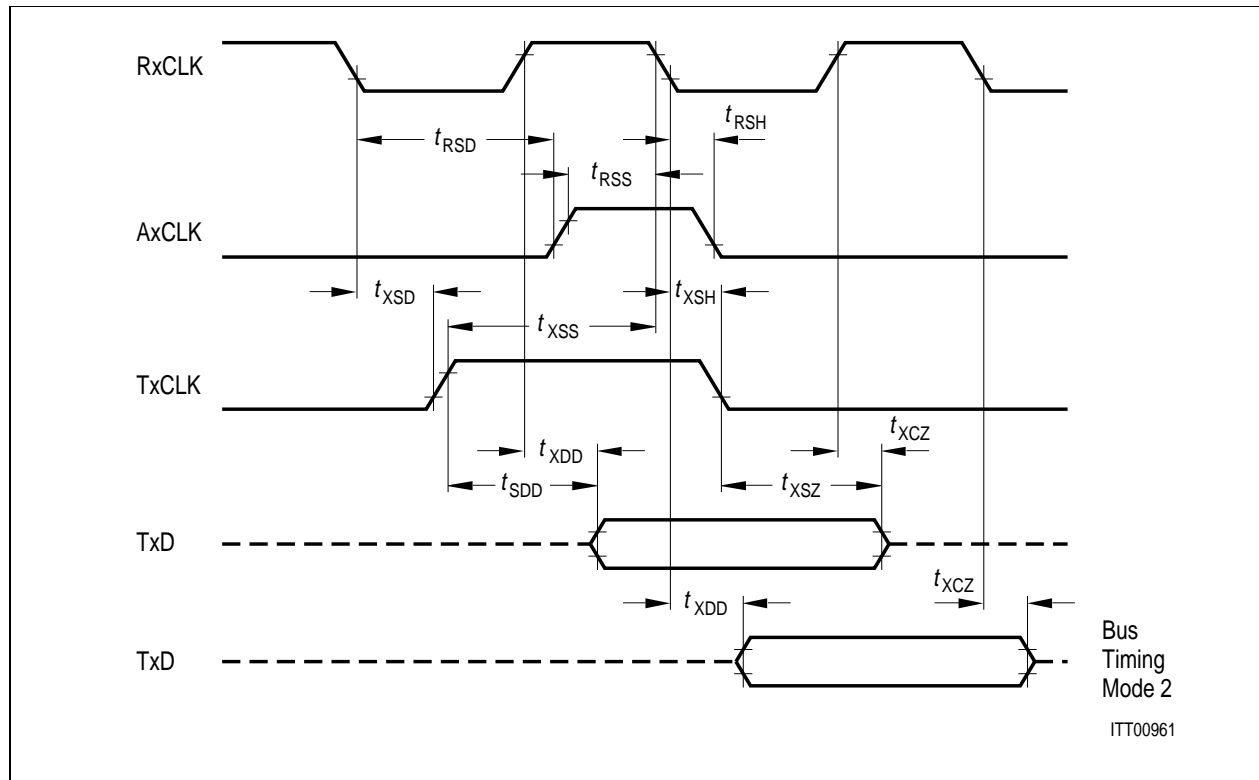 RxCLK
tRSH
tRSD
tRSS
AxCLK
tXSD
tXSH
tXSS
TxCLK
tXCZ
tXDD
tSDD
tXSZ
TxD
tXCZ
tXDD
TxD
Bus
Timing
Mode 2
ITT00961